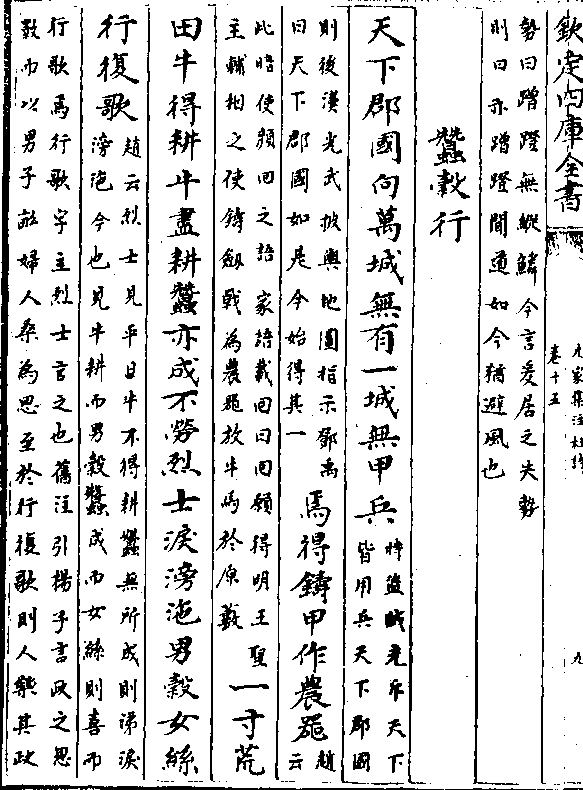 欽定四庫全書
九家集注杜詩
卷十五
九
勢曰蹭蹬無縱鱗今言爰居之失勢
則曰亦蹭蹬間道如今猶避風也
蠶穀行
天下郡國向萬城無有一城無甲兵
時盜賊充斥天下
皆用兵天下郡國
則後漢光武披輿地圖指示鄧禹
曰天下郡國如是今始得其一
焉得鑄甲作農器
趙
云
此暗使顔回之語家語載回曰回願得明王聖
主輔相之使鑄劔戟為農器放牛馬於原藪
一寸荒
田牛得耕牛盡耕蠶亦成不勞烈士淚滂沱男穀女絲
行復歌
趙云烈士見平日牛不得耕蠶無所成則涕淚
滂沱今也見牛耕而男穀蠶成而女絲則喜而
行歌焉行歌字主烈士言之也舊注引楊子言政之思
斁而以男子畝婦人桑為思至於行復歌則人樂其政